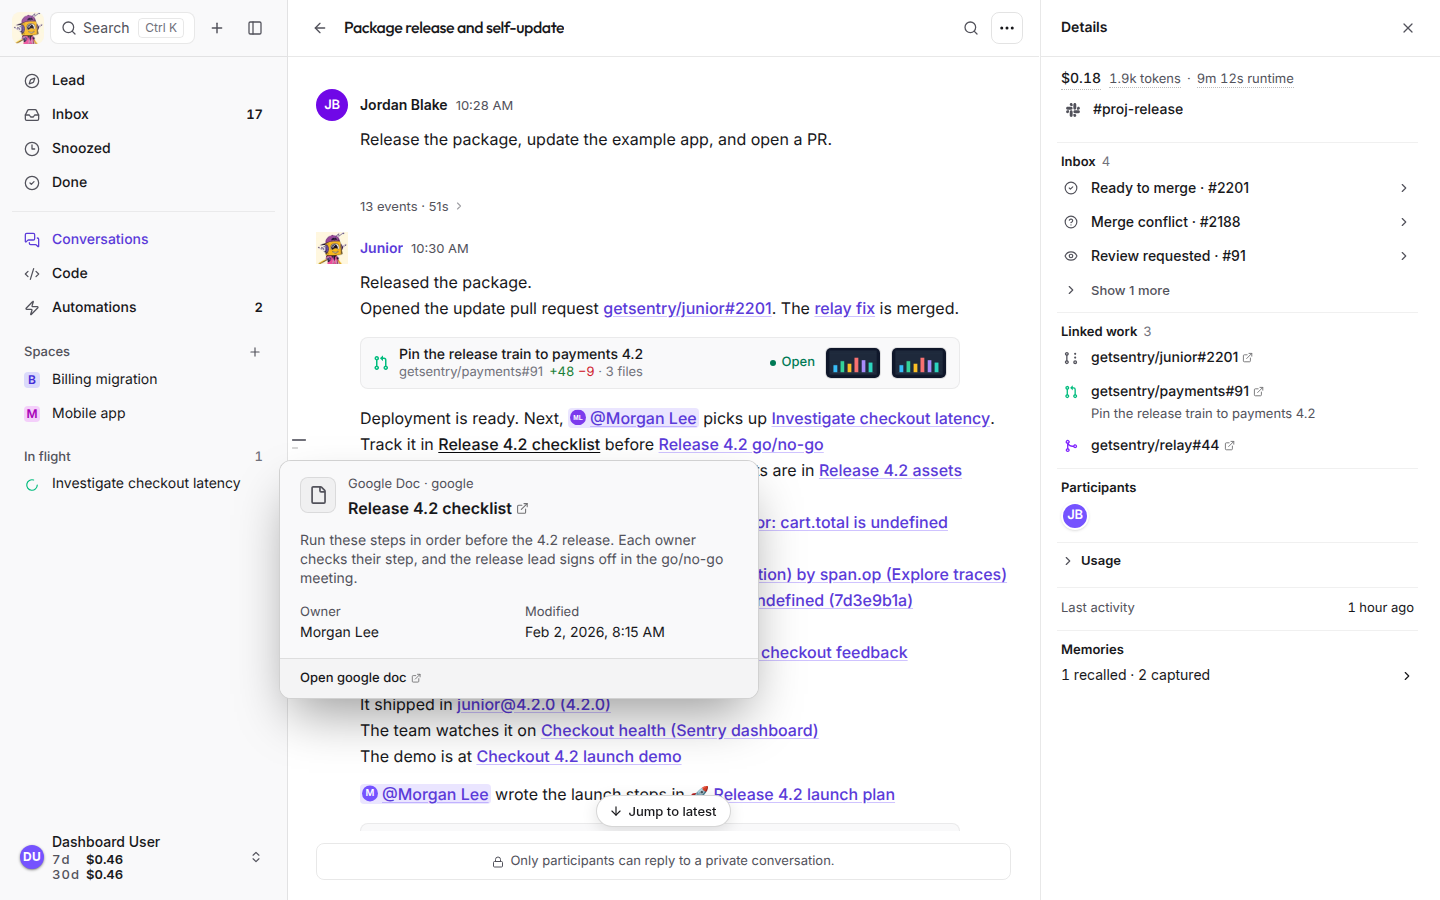 Search Ctrl K
Lead
Inbox 17
Snoozed
Done
Conversations
Code
Automations 2
Spaces
B Billing migration
M Mobile app
In flight 1
Investigate checkout latency
DU Dashboard User
7d $0.46
30d $0.46
Package release and self-update
JB Jordan Blake 10:28 AM
Release the package, update the example app, and open a PR.
13 events · 51s
Junior 10:30 AM
Released the package.
Opened the update pull request getsentry/junior#2201. The relay fix is merged.
Pin the release train to payments 4.2
getsentry/payments#91 +48 −9 · 3 files
Open
Deployment is ready. Next, ML @Morgan Lee picks up Investigate checkout latency.
Track it in Release 4.2 checklist before Release 4.2 go/no-go
are in Release 4.2 assets
cart.total is undefined
by span.op (Explore traces)
(7d3e9b1a)
checkout feedback
Google Doc · google
Release 4.2 checklist
Run these steps in order before the 4.2 release. Each owner
checks their step, and the release lead signs off in the go/no-go
meeting.
Owner Modified
Morgan Lee Feb 2, 2026, 8:15 AM
Open google doc
It shipped in junior@4.2.0 (4.2.0)
The team watches it on Checkout health (Sentry dashboard)
The demo is at Checkout 4.2 launch demo
M @Morgan Lee wrote the launch steps in 🚀 Release 4.2 launch plan
Jump to latest
Only participants can reply to a private conversation.
Details
$0.18 1.9k tokens · 9m 12s runtime
#proj-release
Inbox 4
Ready to merge · #2201
Merge conflict · #2188
Review requested · #91
Show 1 more
Linked work 3
getsentry/junior#2201
getsentry/payments#91
Pin the release train to payments 4.2
getsentry/relay#44
Participants
JB
Usage
Last activity 1 hour ago
Memories
1 recalled · 2 captured